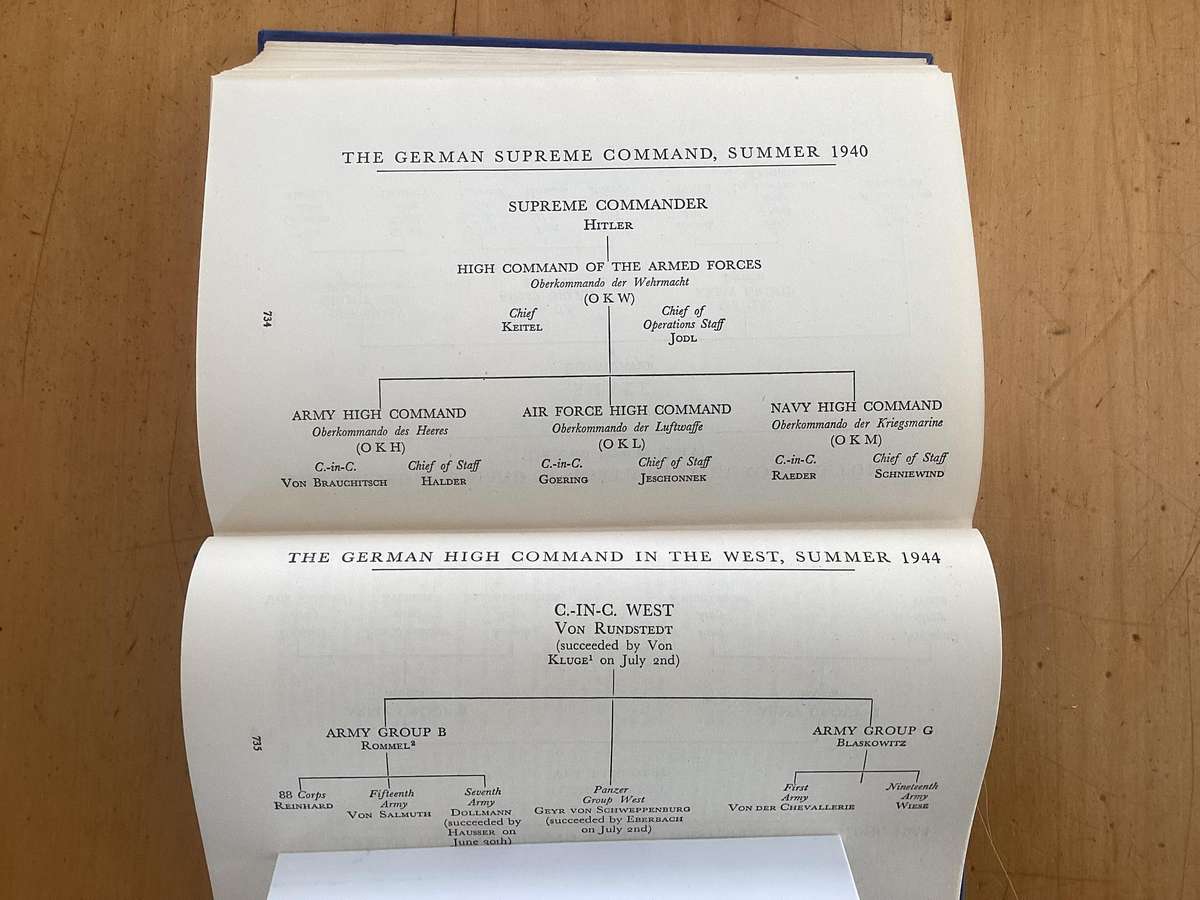 THE GERMAN SUPREME COMMAND, SUMMER 1940
SUPREME COMMANDER
HITLER
HIGH COMMAND OF THE ARMED FORCES
Oberkommando der Wehrmacht
(O K W)
Chief
KEITEL
Chief of
Operations Staff
JODL
734
ARMY HIGH COMMAND
Oberkommando des Heeres
(O K H)
C.-in-C.
VON BRAUCHITSCH
Chief of Staff
HALDER
AIR FORCE HIGH COMMAND
Oberkommando der Luftwaffe
(O K L)
C.-in-C.
GOERING
Chief of Staff
JESCHONNEK
NAVY HIGH COMMAND
Oberkommando der Kriegsmarine
(O K M)
C.-in-C.
RAEDER
Chief of Staff
SCHNIEWIND
THE GERMAN HIGH COMMAND IN THE WEST, SUMMER 1944
C.-IN-C. WEST
VON RUNDSTEDT
(succeeded by Von
KLUGE¹ on July 2nd)
735
ARMY GROUP B
ROMMEL²
ARMY GROUP G
BLASKOWITZ
88 Corps
REINHARD
Fifteenth
Army
VON SALMUTH
Seventh
Army
DOLLMANN
(succeeded by
HAUSSER on
June 30th)
Panzer
Group West
GEYR VON SCHWEPPENBURG
(succeeded by EBERBACH
on July 2nd)
First
Army
VON DER CHEVALLERIE
Nineteenth
Army
WIESE